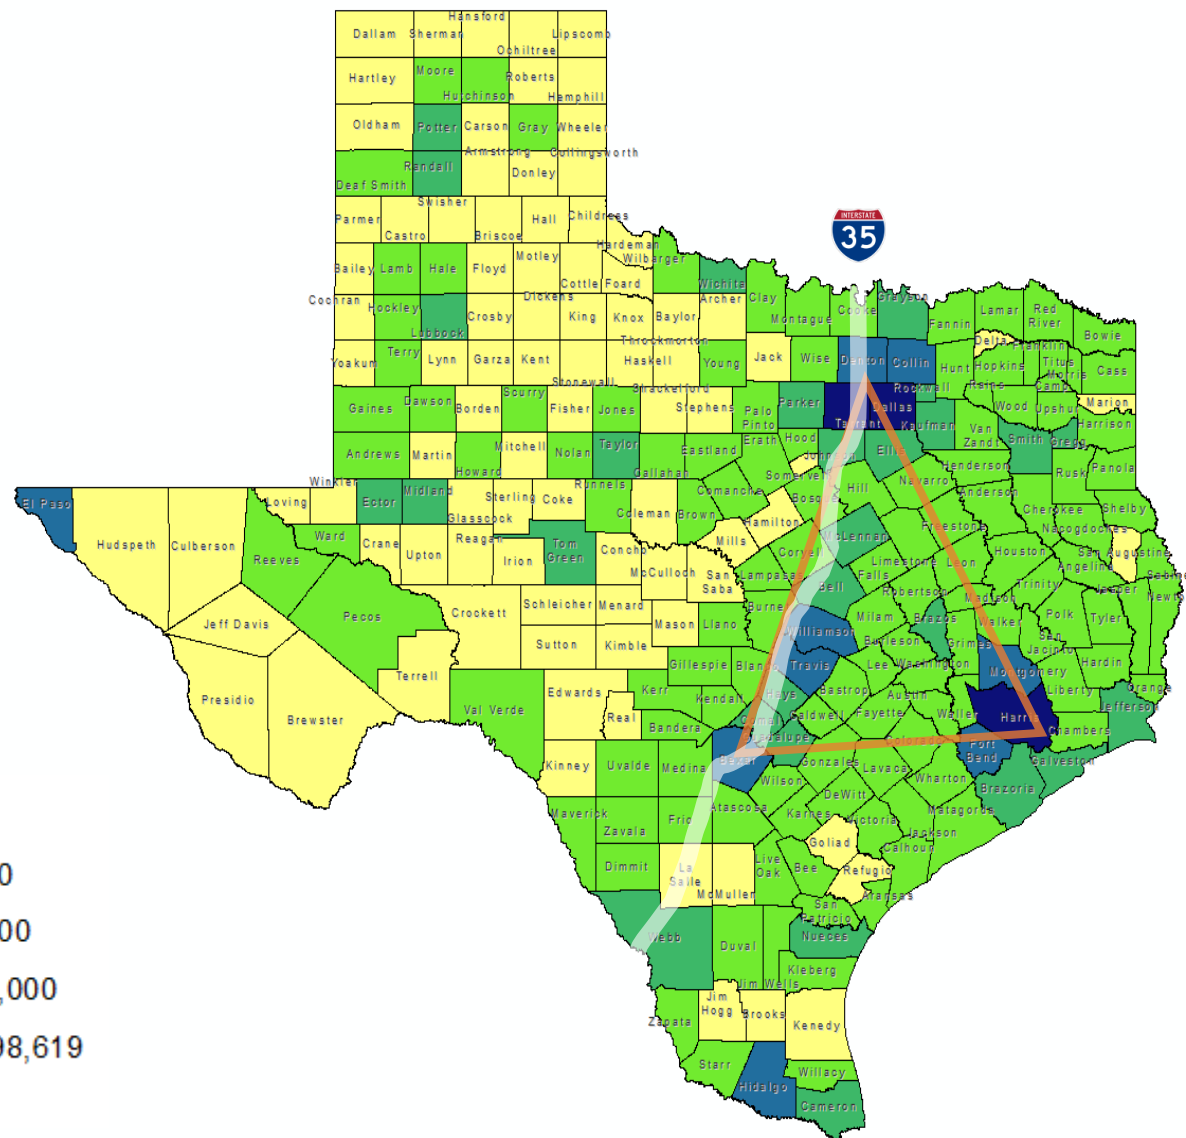 Hansford
Dallam Sherman Lipscomb
Ochiltree
Hartley Moore Roberts
Hutchinson Hemphill
Oldham Potter Carson Gray Wheeler
Armstrong Collingsworth
Deaf Smith Randall Donley
Swisher
Parmer Hall Childress
Castro Briscoe
INTERSTATE
35
Hardeman
Wilbarger
Bailey Lamb Hale Floyd Motley
Cottle Foard Wichita
Cochran Hockley Dickens Archer Clay Cooke Grayson
Lubbock Crosby King Knox Baylor Montague Fannin Lamar Red River Bowie
Throckmorton Delta Franklin
Yoakum Terry Lynn Garza Kent Haskell Young Jack Wise Denton Collin Hunt Hopkins Titus Morris Cass
Stonewall Shackelford Rockwall Rains Camp
Gaines Dawson Borden Scurry Fisher Jones Stephens Palo Pinto Parker Tarrant Dallas Kaufman Wood Upshur Marion
Van Zandt Smith Gregg Harrison
Andrews Martin Howard Mitchell Nolan Taylor Callahan Eastland Erath Hood Johnson Ellis Henderson Rusk Panola
Winkler Somervell
El Paso Loving Ector Midland Glasscock Sterling Coke Runnels Coleman Brown Comanche Bosque Hill Navarro Anderson Cherokee Shelby
Hamilton Freestone Nacogdoches
Hudspeth Culberson Reeves Ward Crane Upton Reagan Irion Tom Green Concho Mills McLennan Limestone Leon Houston San Augustine
McCulloch San Saba Lampasas Coryell Bell Falls Robertson Angelina Sabine
Madison Trinity Jasper Newto
Jeff Davis Pecos Crockett Schleicher Menard Mason Llano Burne Williamson Milam Brazos Walker Polk Tyler
Sutton Kimble Burleson Grimes San Jacinto
Terrell Gillespie Blanco Travis Lee Washington Montgomery Hardin
Presidio Brewster Val Verde Edwards Kerr Kendall Hays Bastrop Austin Liberty Orange
Real Bandera Comal Caldwell Fayette Waller Harris Jefferson
Guadalupe Colorado Chambers
Kinney Uvalde Medina Bexar Gonzales Lavaca Fort Bend Galveston
Wilson Wharton Brazoria
Maverick Zavala Frio Atascosa Karnes DeWitt Victoria Jackson Matagorda
Goliad Calhoun
Dimmit La Salle McMullen Live Oak Bee Refugio
Aransas
San Patricio
Webb Duval Nueces
Jim Wells Kleberg
Zapata Jim Hogg Brooks Kenedy
Starr Willacy
Hidalgo Cameron
0
00
,000
98,619